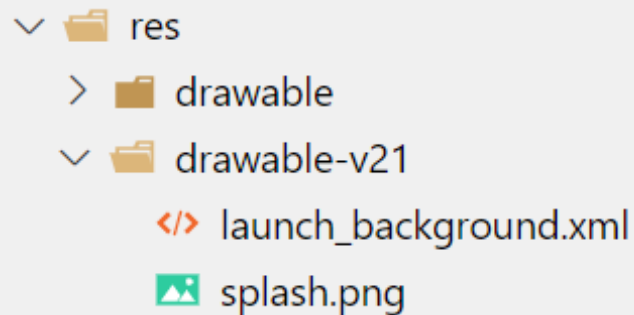 res
drawable
drawable-v21
launch_background.xml
splash.png